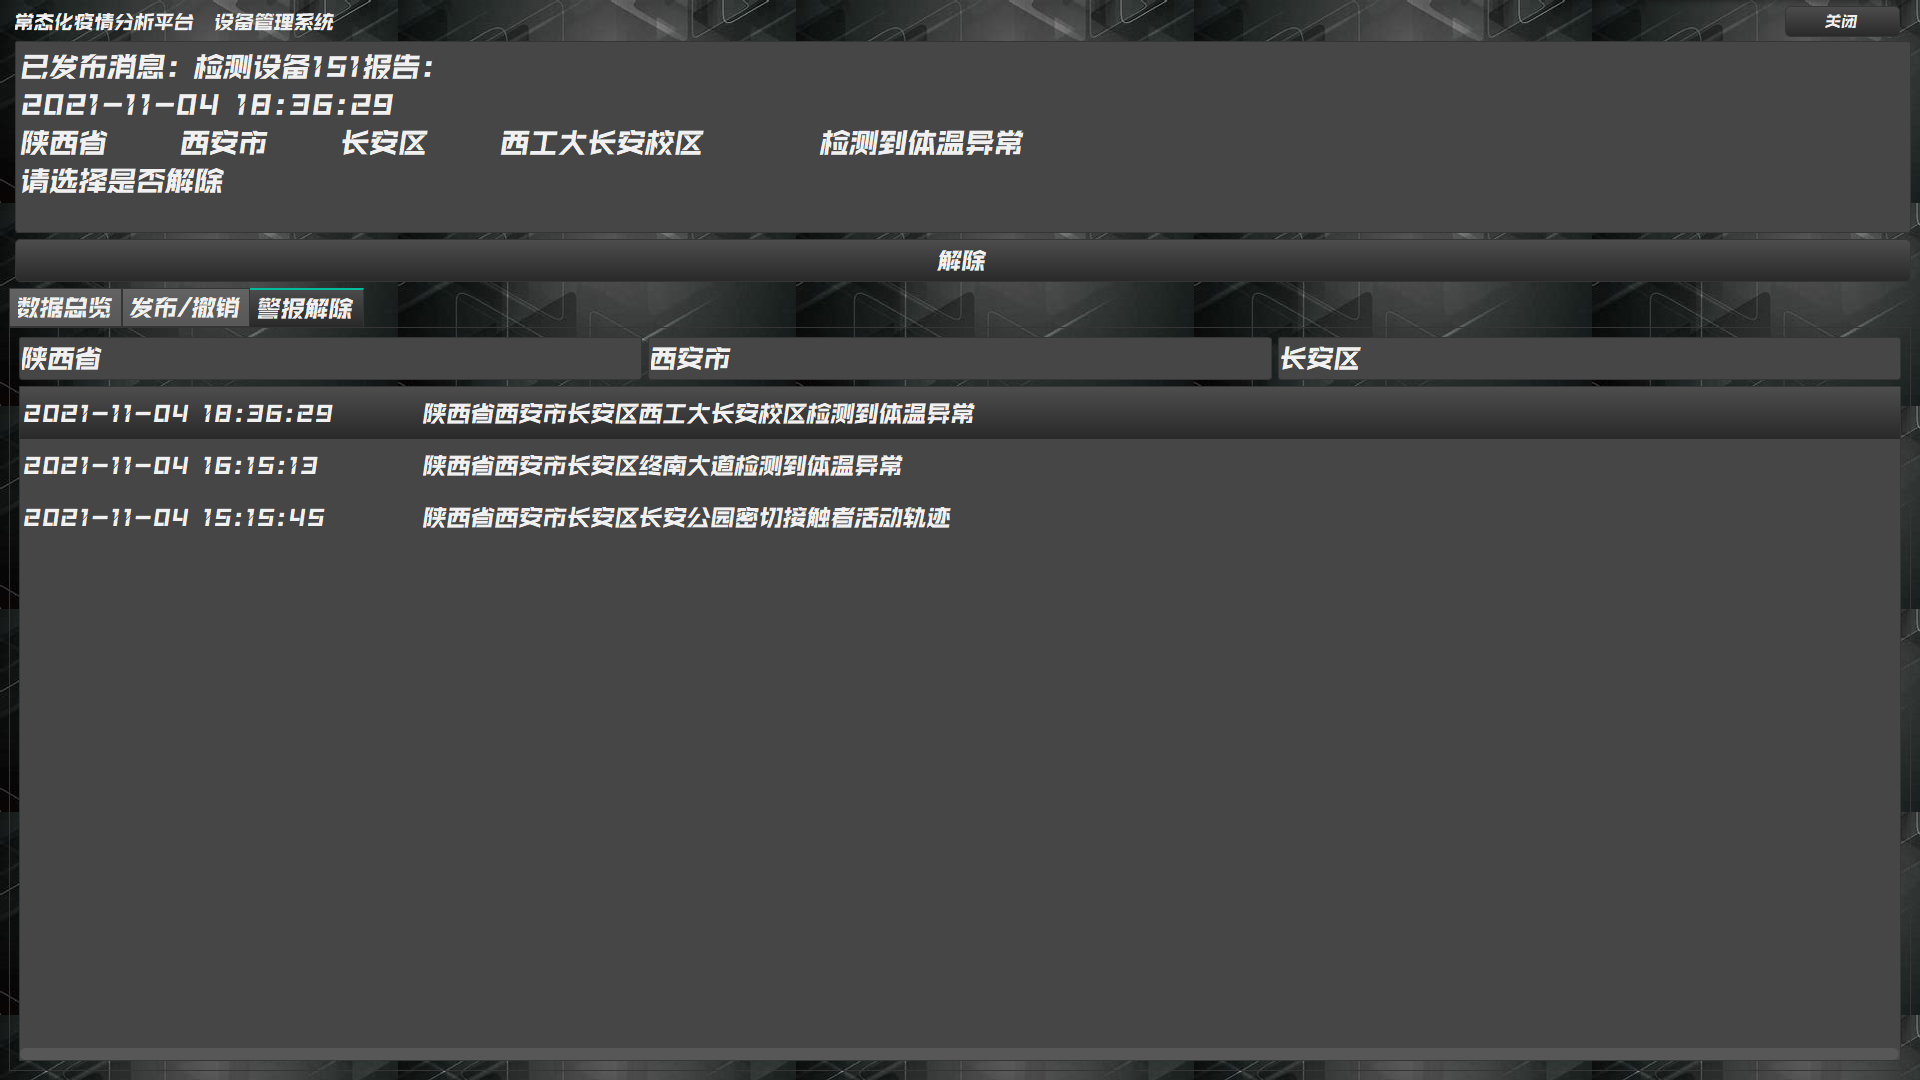 常态化疫情分析平台 设备管理系统
关闭
已发布消息：检测设备151报告：
2021-11-04 18:36:29
陕西省 西安市 长安区 西工大长安校区 检测到体温异常
请选择是否解除
解除
数据总览 发布/撤销 警报解除
陕西省 西安市 长安区
2021-11-04 18:36:29 陕西省西安市长安区西工大长安校区检测到体温异常
2021-11-04 16:15:13 陕西省西安市长安区终南大道检测到体温异常
2021-11-04 15:15:45 陕西省西安市长安区长安公园密切接触者活动轨迹